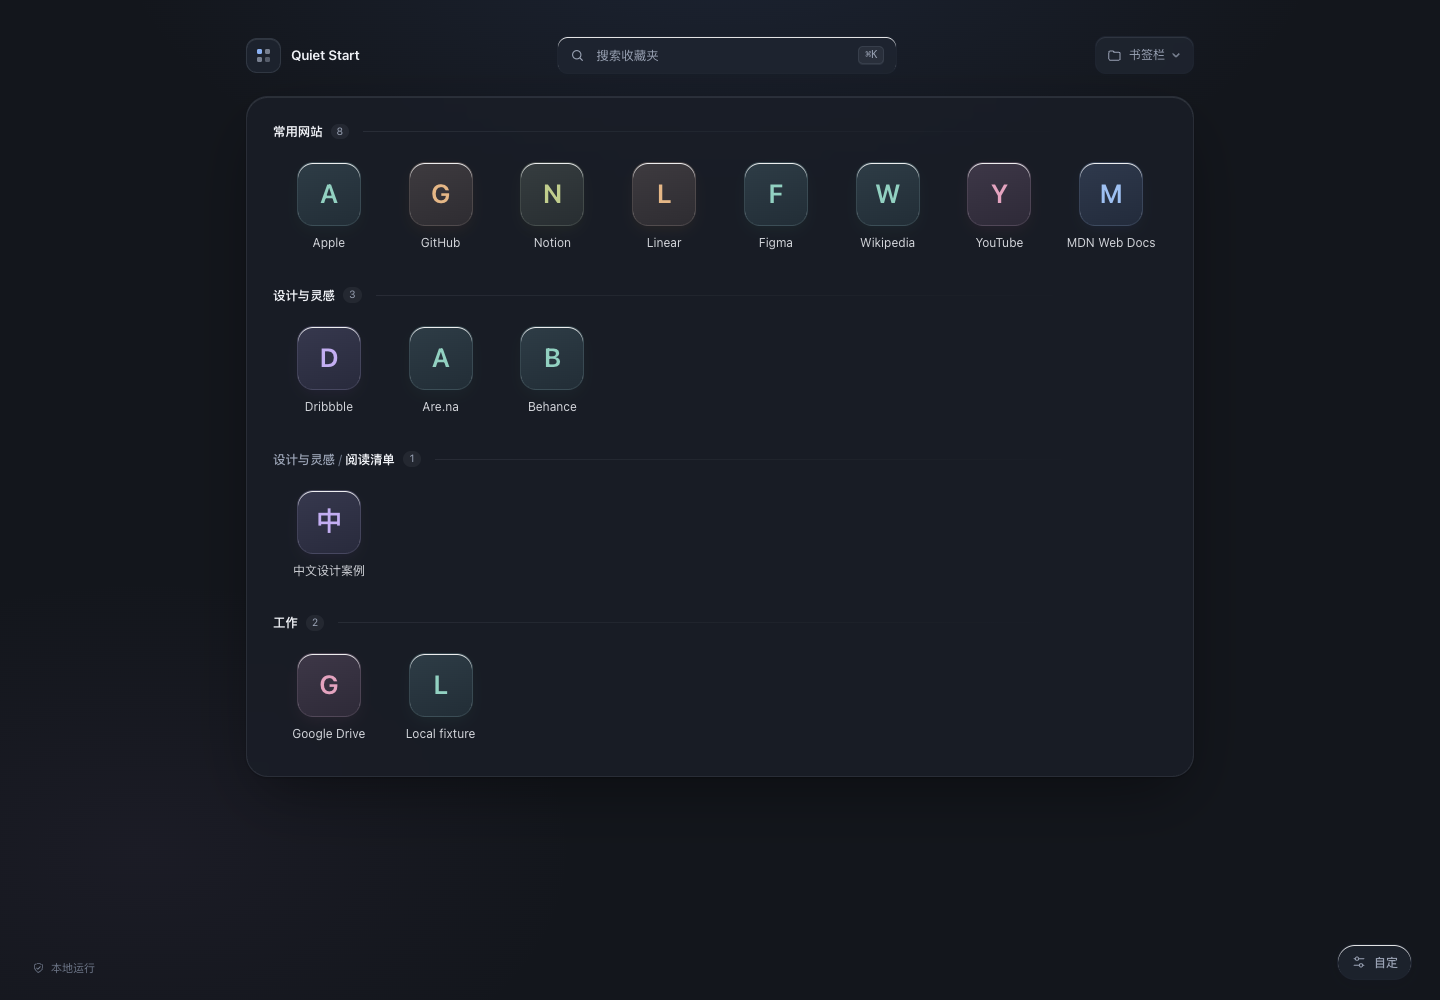 Quiet Start
搜索收藏夹
⌘K
书签栏
常用网站 8
A G N L F W Y M
Apple GitHub Notion Linear Figma Wikipedia YouTube MDN Web Docs
设计与灵感 3
D A B
Dribbble Are.na Behance
设计与灵感 / 阅读清单 1
中
中文设计案例
工作 2
G L
Google Drive Local fixture
本地运行
自定